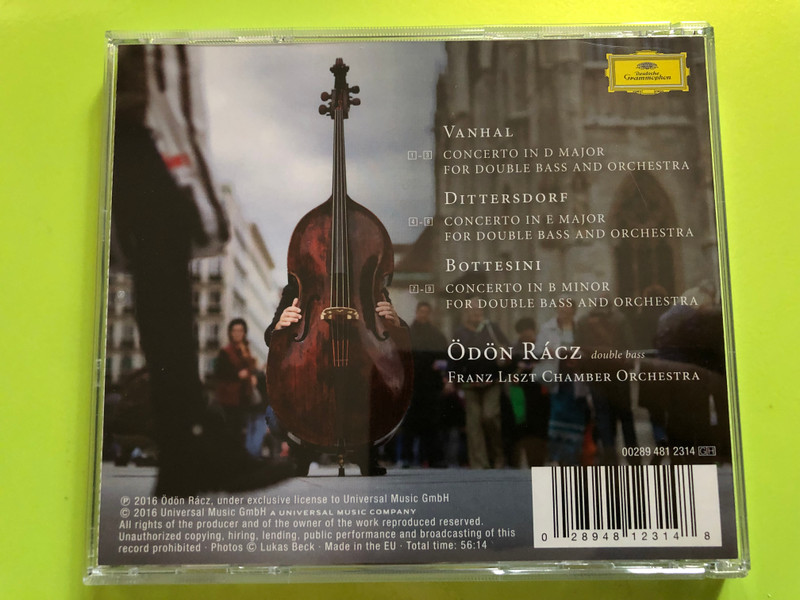 Deutsche
Grammophon
VANHAL
1-3 CONCERTO IN D MAJOR
FOR DOUBLE BASS AND ORCHESTRA
DITTERSDORF
CONCERTO IN E MAJOR
FOR DOUBLE BASS AND ORCHESTRA
BOTTESINI
CONCERTO IN B MINOR
FOR DOUBLE BASS AND ORCHESTRA
ÖDÖN RÁCZ double bass
FRANZ LISZT CHAMBER ORCHESTRA
00289 481 2314 GH
℗ 2016 Ödön Rácz, under exclusive license to Universal Music GmbH
© 2016 Universal Music GmbH A UNIVERSAL MUSIC COMPANY
All rights of the producer and of the owner of the work reproduced reserved.
Unauthorized copying, hiring, lending, public performance and broadcasting of this
record prohibited · Photos © Lukas Beck · Made in the EU · Total time: 56:14
0 28948 12314 8